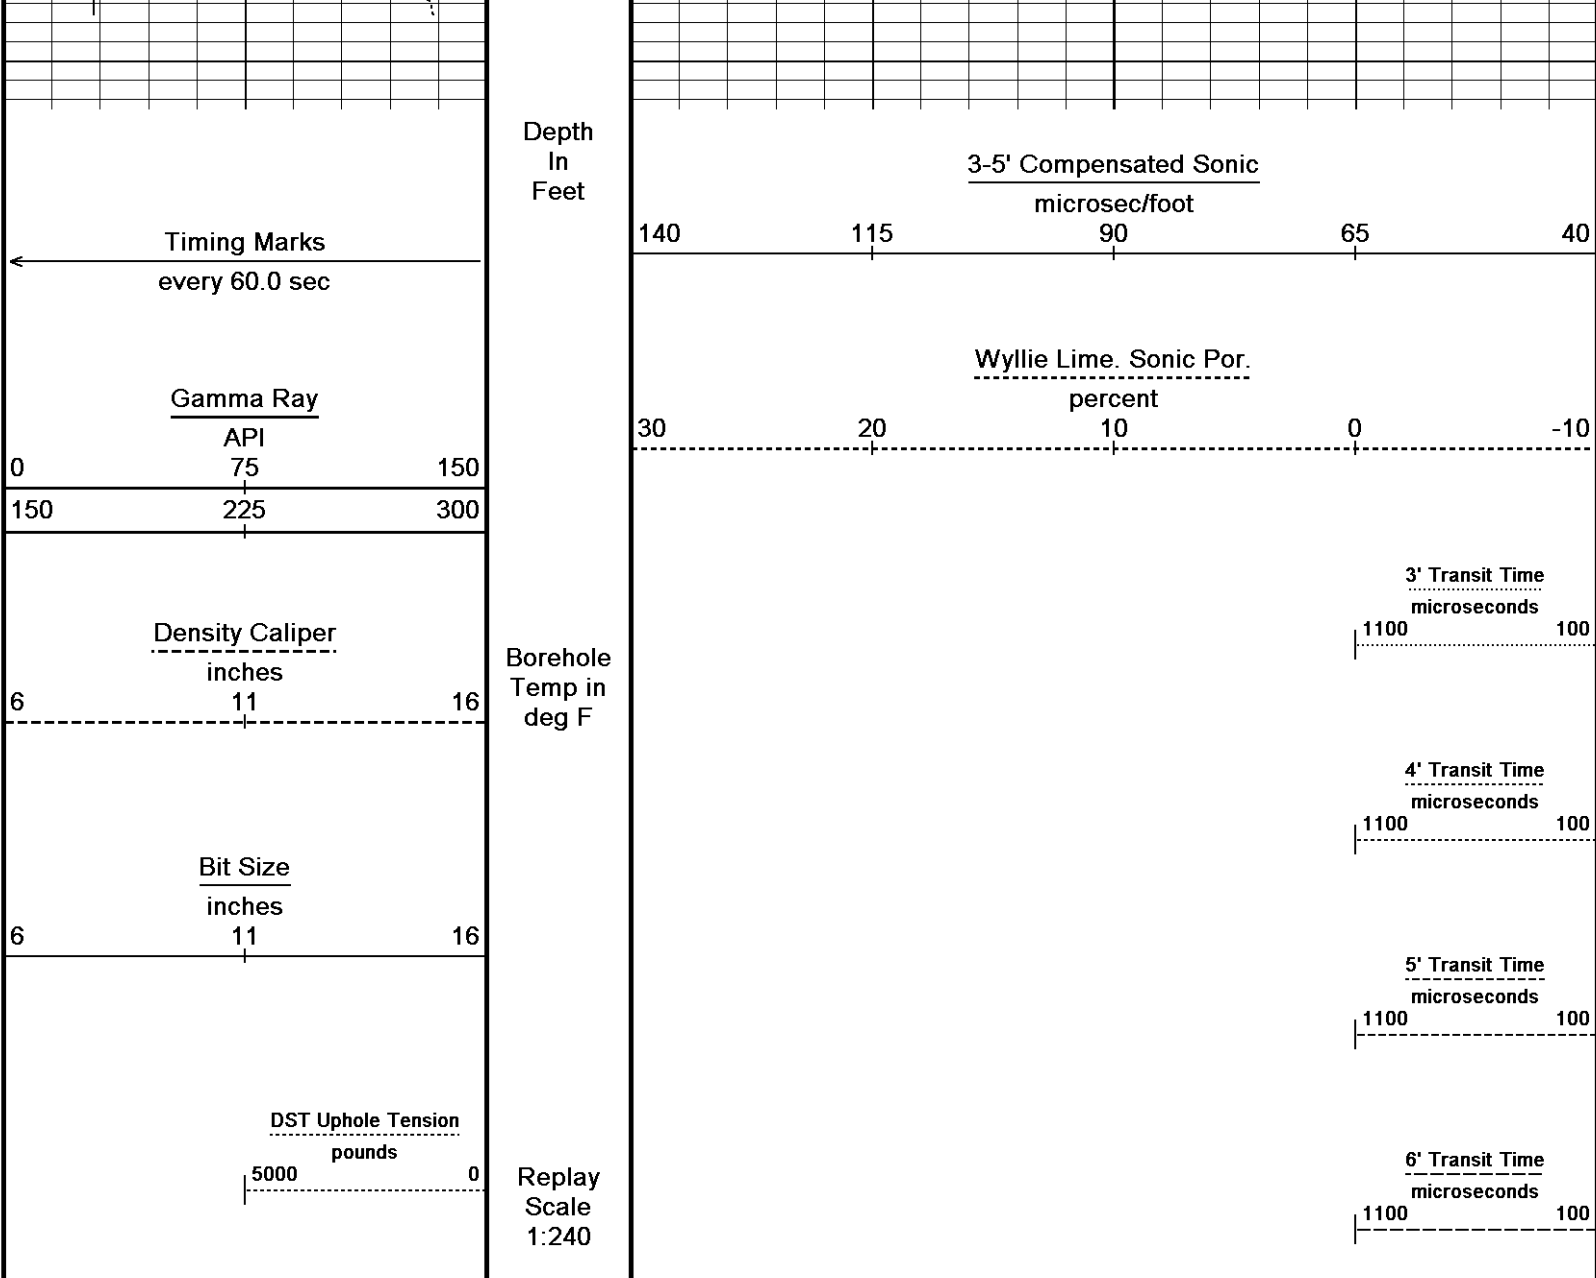 Timing Marks
every 60.0 sec
Gamma Ray
API
0 75 150
150 225 300
Density Caliper
inches
6 11 16
Bit Size
inches
6 11 16
DST Uphole Tension
pounds
5000 0
Depth
In
Feet
Borehole
Temp in
deg F
Replay
Scale
1:240
3-5' Compensated Sonic
microsec/foot
140 115 90 65 40
Wyllie Lime. Sonic Por.
percent
30 20 10 0 -10
3' Transit Time
microseconds
1100 100
4' Transit Time
microseconds
1100 100
5' Transit Time
microseconds
1100 100
6' Transit Time
microseconds
1100 100